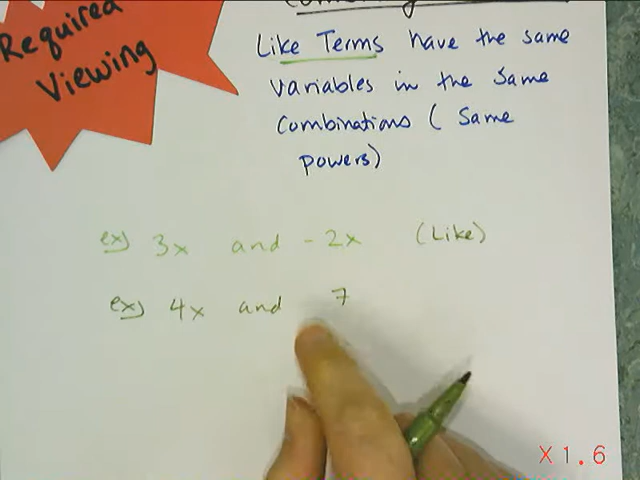 Required
Viewing
Like Terms have the same
variables in the same
combinations ( same
powers)
ex) 3x and - 2x (Like)
ex) 4x and 7
X1.6